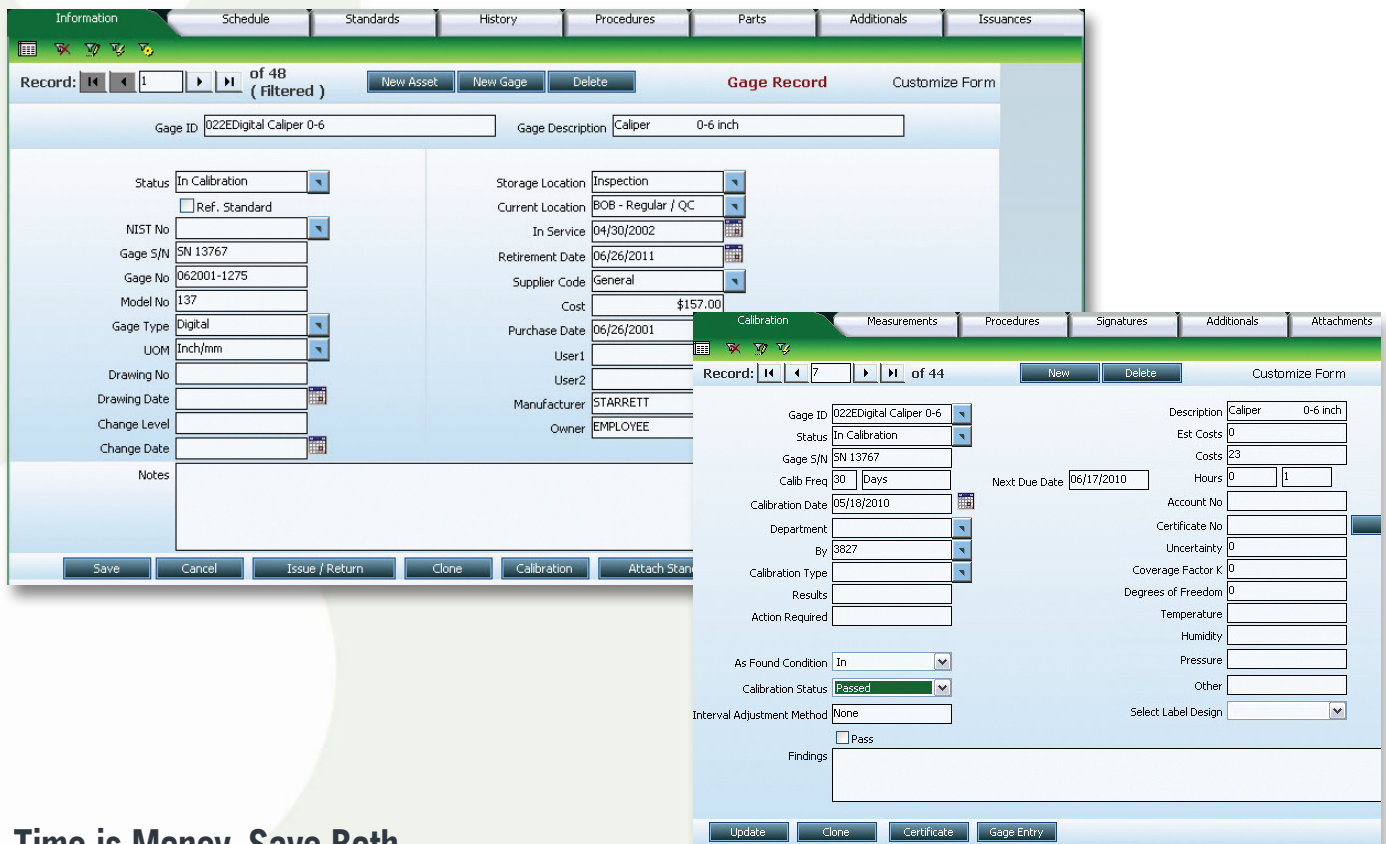 Information Schedule Standards History Procedures Parts Additionals Issuances
Record: 1 of 48
( Filtered )
New Asset New Gage Delete Gage Record Customize Form
Gage ID 022EDigital Caliper 0-6 Gage Description Caliper 0-6 inch
Status In Calibration
Ref. Standard
NIST No
Gage S/N SN 13767
Gage No 062001-1275
Model No 137
Gage Type Digital
UOM Inch/mm
Drawing No
Drawing Date
Change Level
Change Date
Storage Location Inspection
Current Location BOB - Regular / QC
In Service 04/30/2002
Retirement Date 06/26/2011
Supplier Code General
Cost $157.00
Purchase Date 06/26/2001
User1
User2
Manufacturer STARRETT
Owner EMPLOYEE
Notes
Save Cancel Issue / Return Clone Calibration Attach Stan
Calibration Measurements Procedures Signatures Additionals Attachments
Record: 7 of 44 New Delete Customize Form
Gage ID 022EDigital Caliper 0-6
Status In Calibration
Gage S/N SN 13767
Calib Freq 30 Days Next Due Date 06/17/2010
Calibration Date 05/18/2010
Department
By 3827
Calibration Type
Results
Action Required
As Found Condition In
Calibration Status Passed
Interval Adjustment Method None
Pass
Description Caliper 0-6 inch
Est Costs 0
Costs 23
Hours 0 1
Account No
Certificate No
Uncertainty 0
Coverage Factor K 0
Degrees of Freedom 0
Temperature
Humidity
Pressure
Other
Select Label Design
Findings
Update Clone Certificate Gage Entry
Time is Money, Save Both